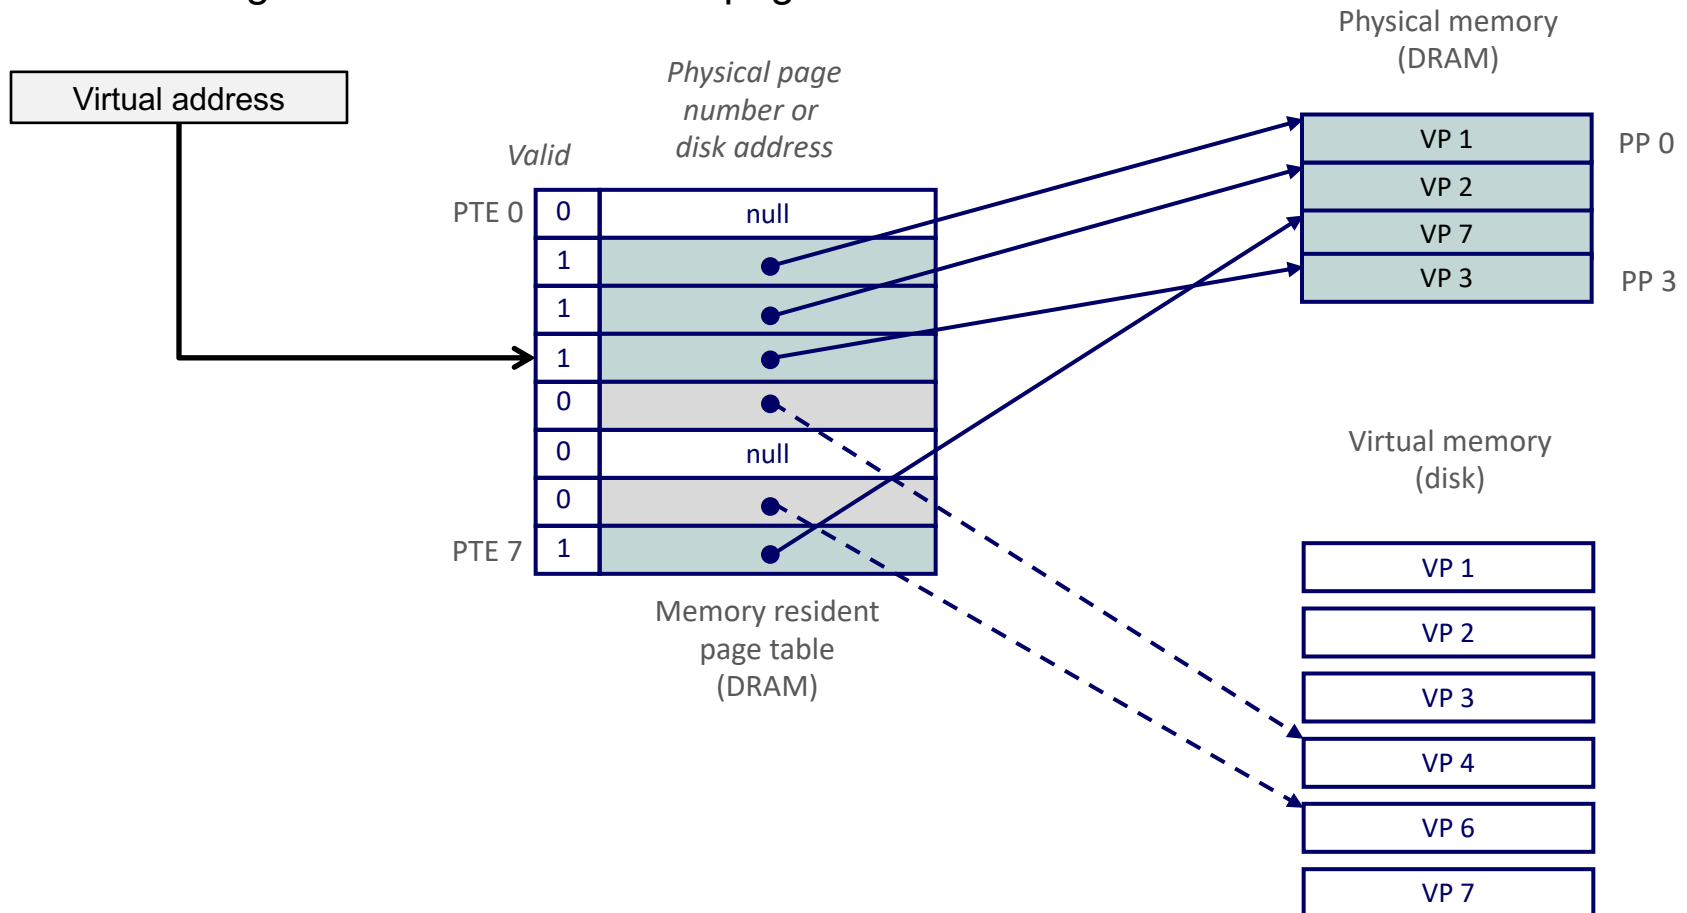 Physical memory
(DRAM)
Virtual address
Physical page
number or
disk address
Valid
PTE 0 0 null
1
1
1
0
0 null
0
PTE 7 1
Memory resident
page table
(DRAM)
VP 1 PP 0
VP 2
VP 7
VP 3 PP 3
Virtual memory
(disk)
VP 1
VP 2
VP 3
VP 4
VP 6
VP 7